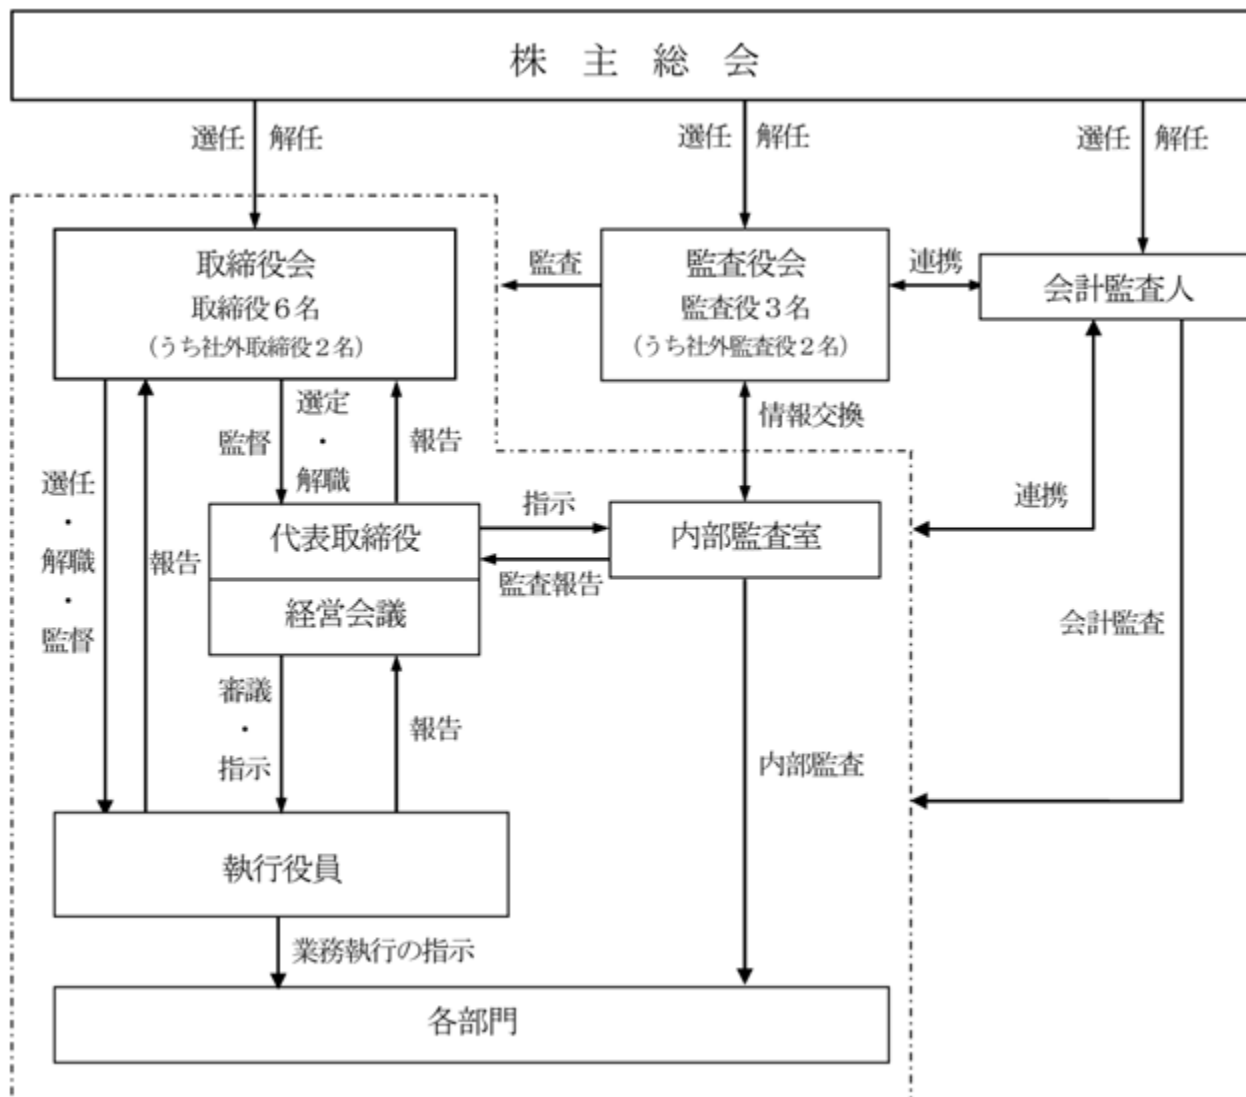 株　主　総　会
選任 解任
選任 解任
選任 解任
取締役会
取締役６名
（うち社外取締役２名）
監査
監査役会
監査役３名
（うち社外監査役２名）
連携
会計監査人
選任
・
解職
・
監督
報告
監督
選定
・
解職
報告
情報交換
連携
代表取締役
経営会議
指示
監査報告
内部監査室
会計監査
審議
・
指示
報告
内部監査
執行役員
業務執行の指示
各部門